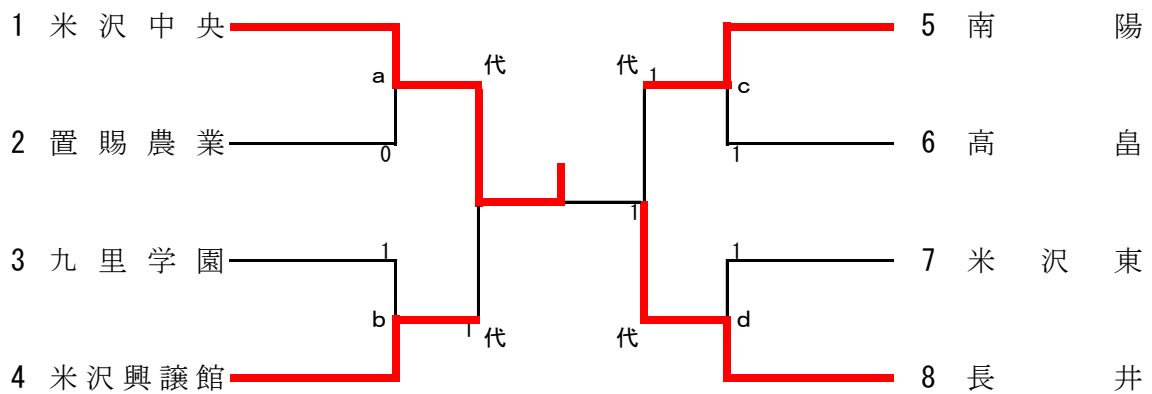 1 米沢中央
5 南陽
代 代
a 1 c
2 置賜農業
0 1
6 高畠
1
3 九里学園
1 1
7 米沢東
b d
1 代 代
4 米沢興譲館
8 長井